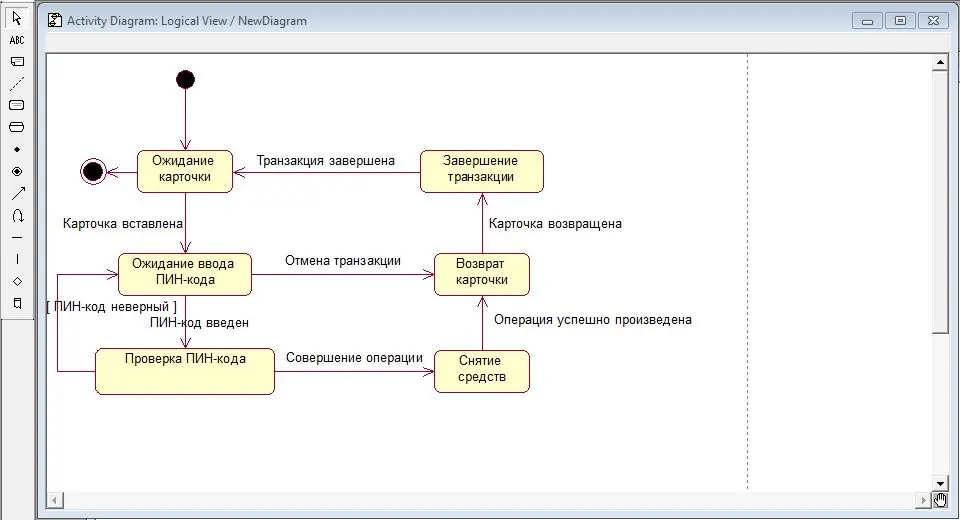 Activity Diagram: Logical View / NewDiagram
ABC
Ожидание
карточки
Транзакция завершена
Завершение
транзакции
Карточка вставлена
Карточка возвращена
Ожидание ввода
ПИН-кода
Отмена транзакции
Возврат
карточки
[ ПИН-код неверный ]
ПИН-код введен
Операция успешно произведена
Проверка ПИН-кода
Совершение операции
Снятие
средств